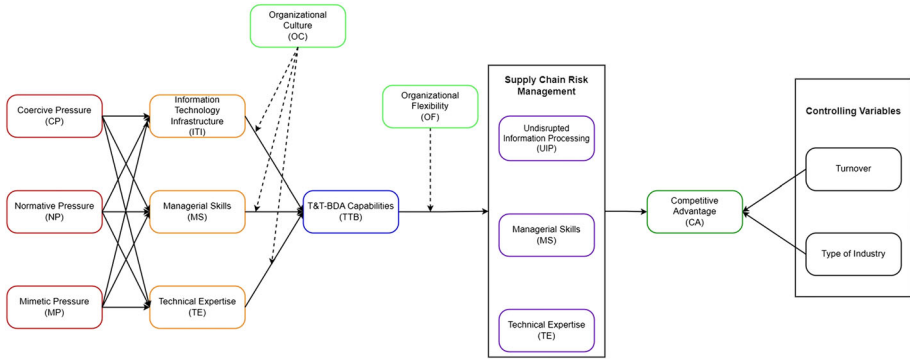 Organizational
Culture
(OC)
Coercive Pressure
(CP)
Normative Pressure
(NP)
Mimetic Pressure
(MP)
Information
Technology
Infrastructure
(ITI)
Managerial Skills
(MS)
Technical Expertise
(TE)
T&T-BDA Capabilities
(TTB)
Organizational
Flexibility
(OF)
Supply Chain Risk
Management
Undisrupted
Information Processing
(UIP)
Managerial Skills
(MS)
Technical Expertise
(TE)
Competitive
Advantage
(CA)
Controlling Variables
Turnover
Type of Industry